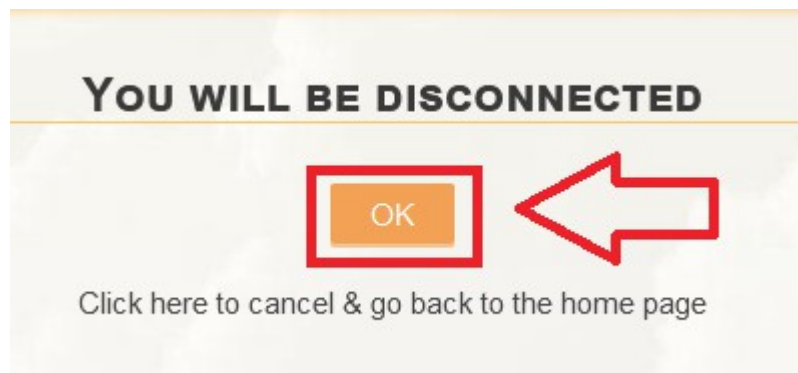 YOU WILL BE DISCONNECTED
OK
Click here to cancel & go back to the home page